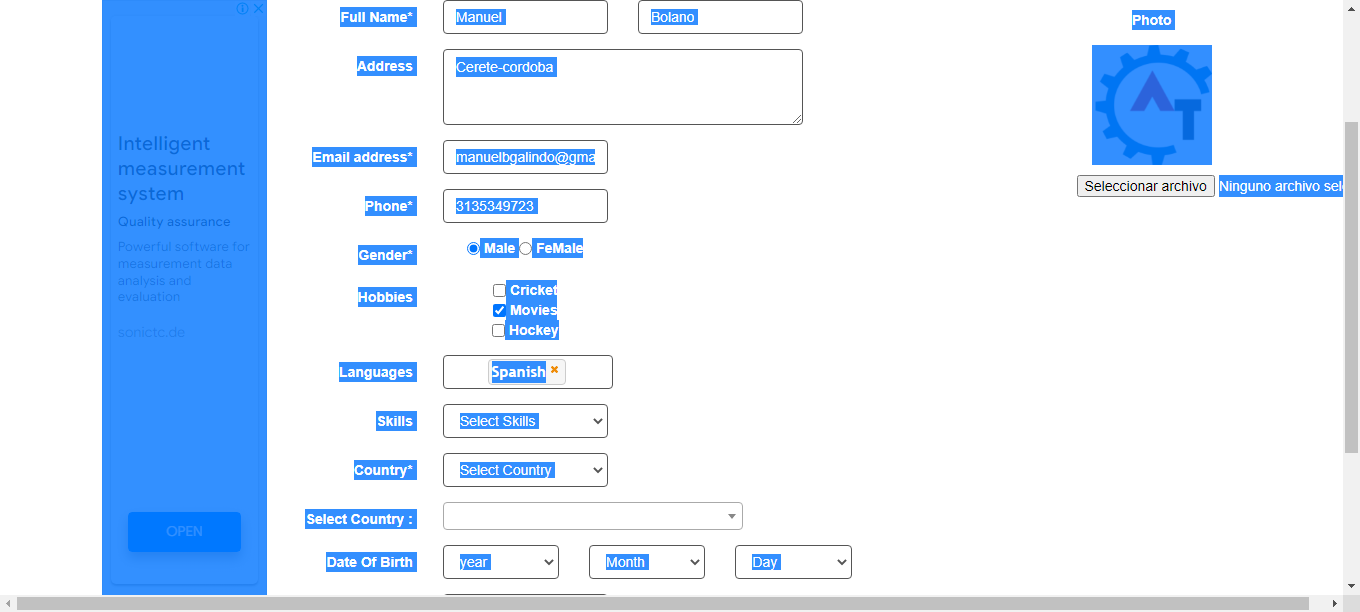 Full Name* Manuel Bolano
Photo
Address Cerete-cordoba
Intelligent
measurement
system
Quality assurance
Powerful software for
measurement data
analysis and
evaluation
sonictc.de
OPEN
Email address* manuelbgalindo@gma
Seleccionar archivo Ninguno archivo sel
Phone* 3135349723
Gender* Male FeMale
Hobbies Cricket
Movies
Hockey
Languages Spanish
Skills Select Skills
Country* Select Country
Select Country :
Date Of Birth year Month Day